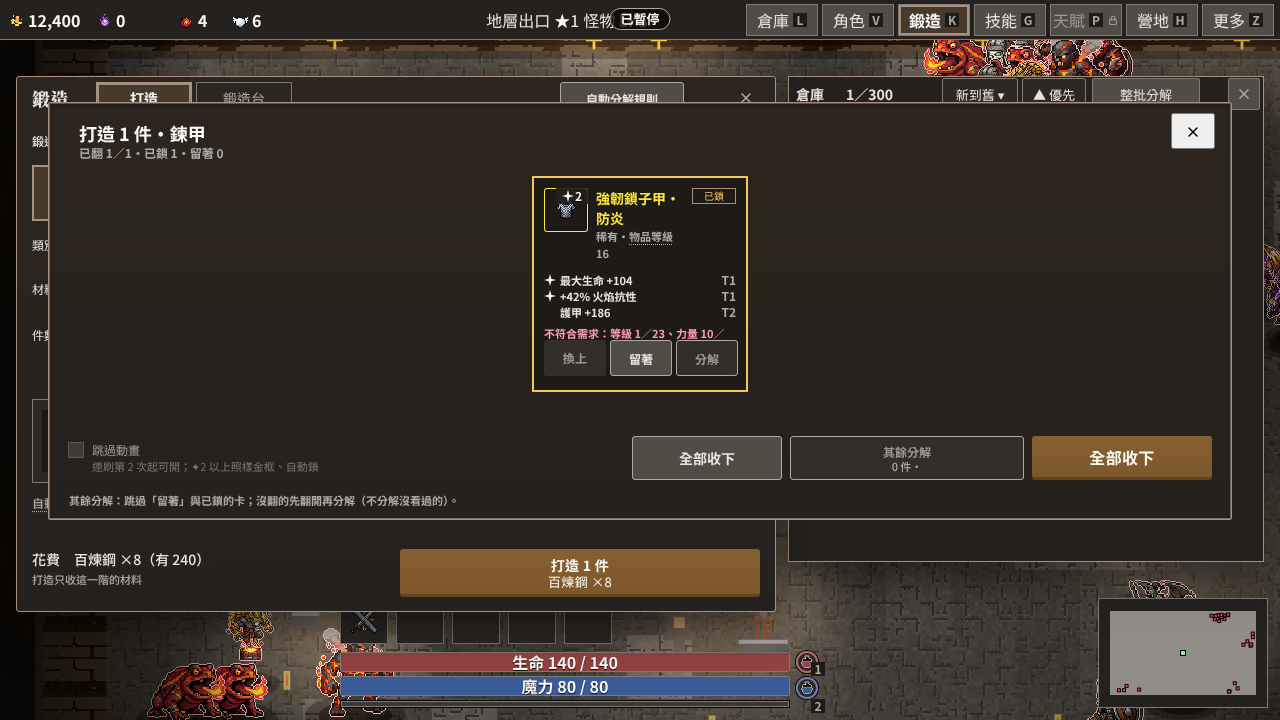 12,400 0 4 6
地層出口 ★1 怪物
已暫停
倉庫 L
角色 V
鍛造 K
技能 G
天賦 P
營地 H
更多 Z
鍛造
打造
鍛造台
自動分解規則
×
倉庫 1/300
新到舊 ▾
▲ 優先
整批分解
×
打造 1 件・鍊甲
已翻 1／1・已鎖 1・留著 0
×
✦2
強韌鎖子甲・防炎
已鎖
稀有・物品等級 16
✦ 最大生命 +104 T1
✦ +42% 火焰抗性 T1
護甲 +186 T2
不符合需求：等級 1／23、力量 10／
換上
留著
分解
跳過動畫
連刷第 2 次起可開；✦2 以上照樣金框、自動鎖
全部收下
其餘分解
0 件・
全部收下
其餘分解：跳過「留著」與已鎖的卡；沒翻的先翻開再分解（不分解沒看過的）。
花費 百煉鋼 ×8（有 240）
打造只收這一階的材料
打造 1 件
百煉鋼 ×8
生命 140 / 140
1
魔力 80 / 80
2